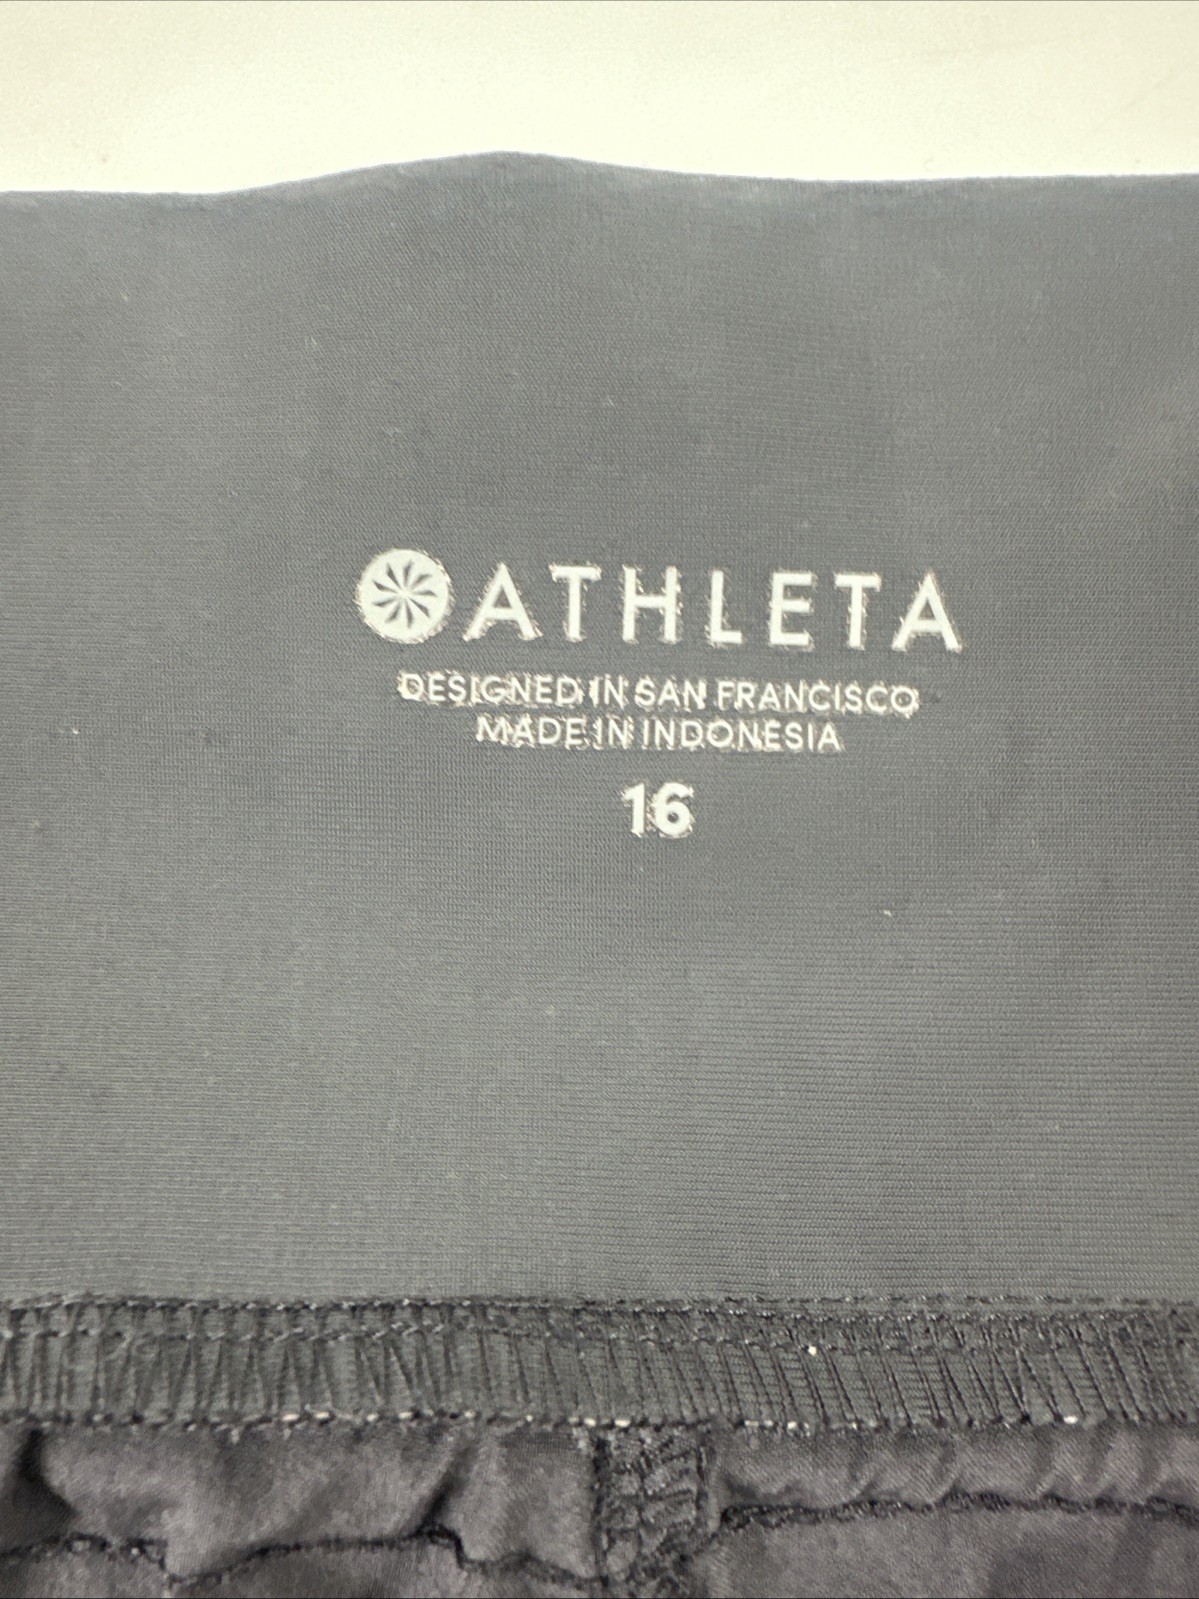 ATHLETA
DESIGNED IN SAN FRANCISCO
MADE IN INDONESIA
16